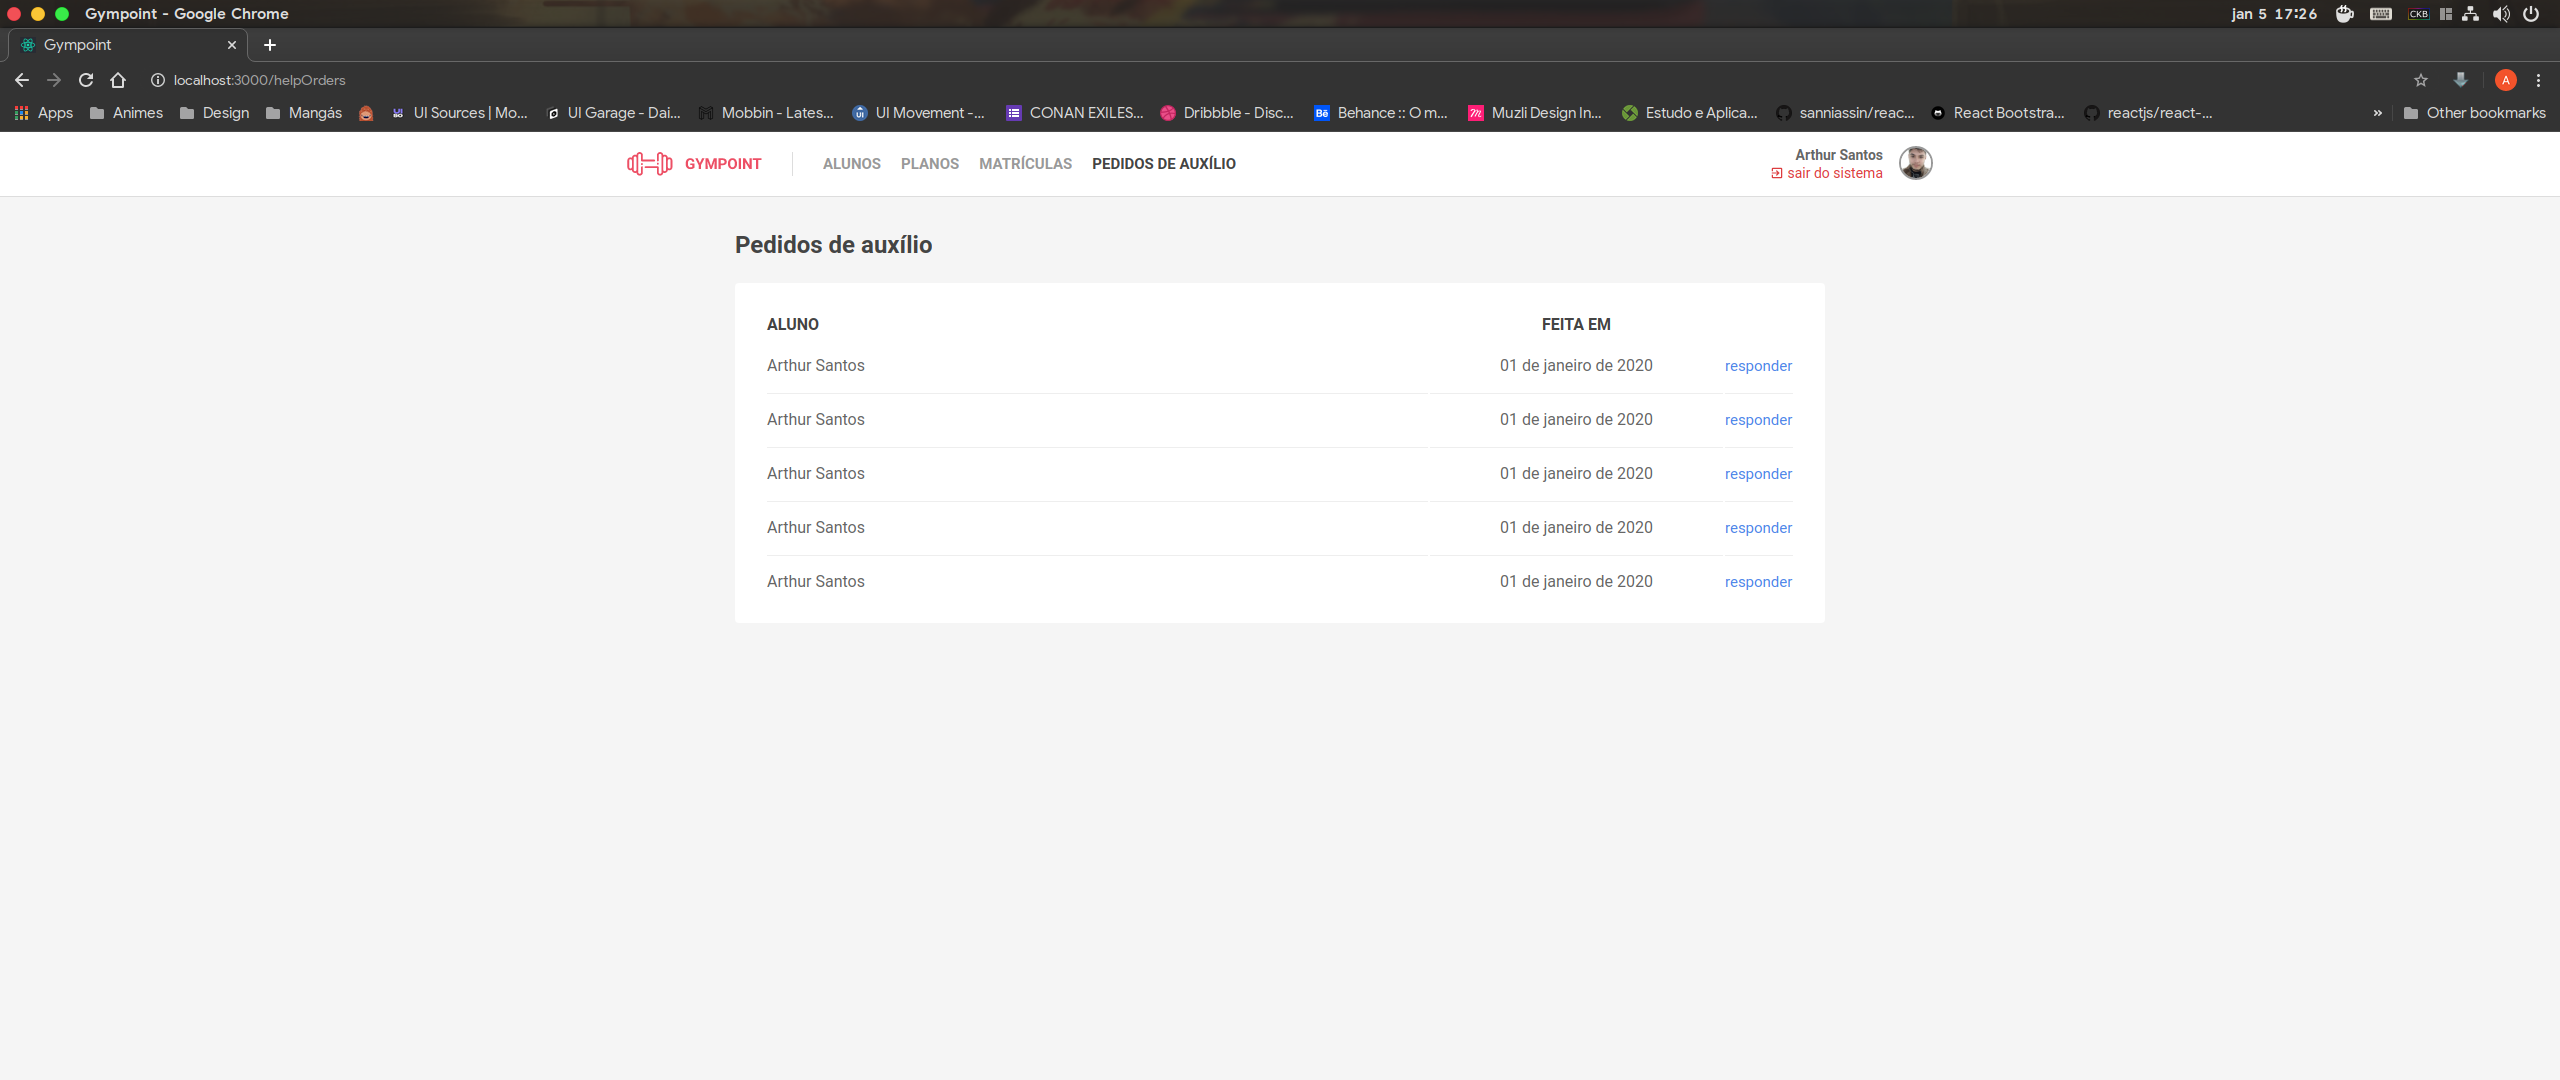 Gympoint - Google Chrome
jan 5 17:26
CKB
Gympoint
localhost:3000/helpOrders
A
Apps
Animes
Design
Mangás
UI Sources | Mo...
UI Garage - Dai...
Mobbin - Lates...
UI Movement -...
CONAN EXILES...
Dribbble - Disc...
Behance :: O m...
Muzli Design In...
Estudo e Aplica...
sanniassin/reac...
React Bootstra...
reactjs/react-...
»
Other bookmarks
GYMPOINT
ALUNOS
PLANOS
MATRÍCULAS
PEDIDOS DE AUXÍLIO
Arthur Santos
sair do sistema
Pedidos de auxílio
ALUNO FEITA EM
Arthur Santos 01 de janeiro de 2020 responder
Arthur Santos 01 de janeiro de 2020 responder
Arthur Santos 01 de janeiro de 2020 responder
Arthur Santos 01 de janeiro de 2020 responder
Arthur Santos 01 de janeiro de 2020 responder